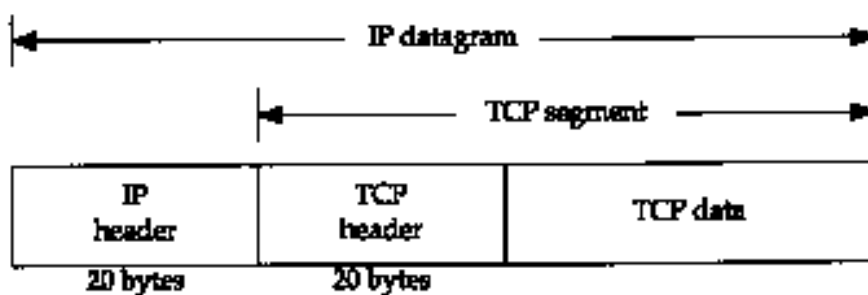 IP datagram
TCP segment
IP
header
TCP
header
TCP data
20 bytes
20 bytes